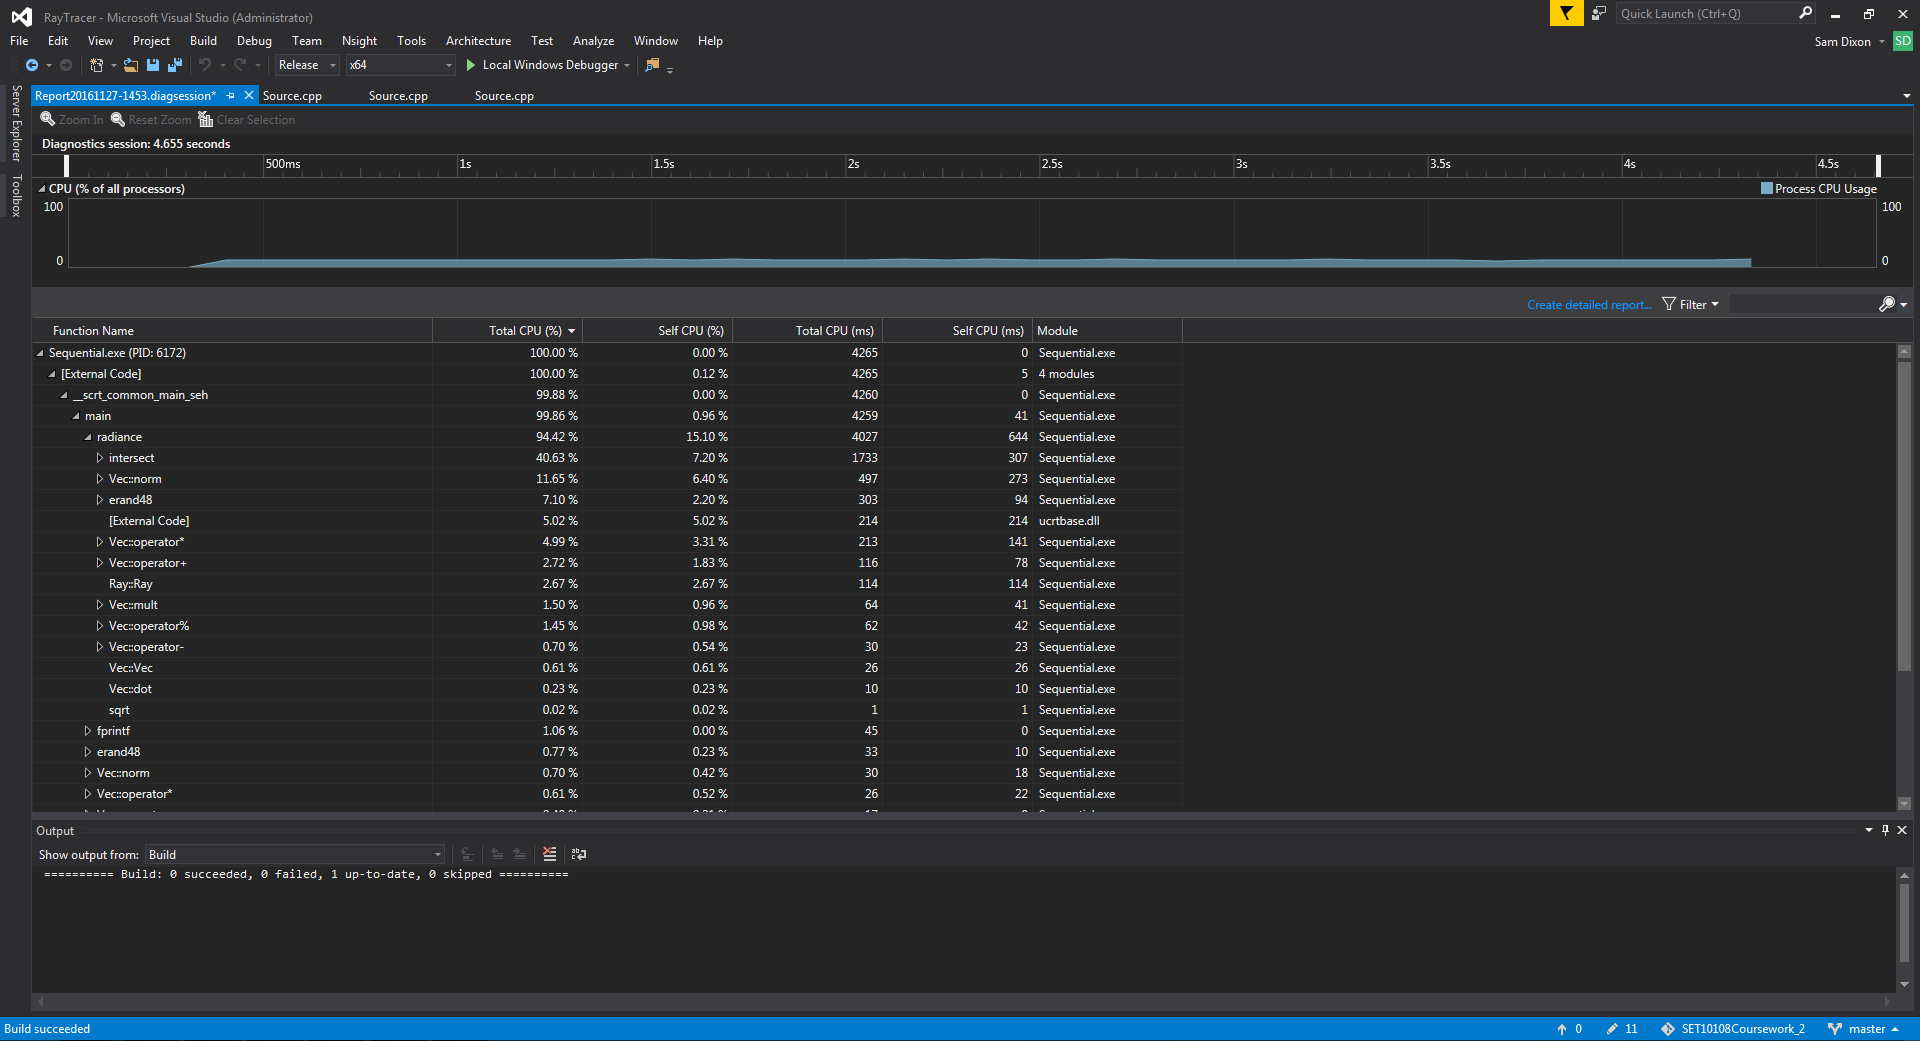 RayTracer - Microsoft Visual Studio (Administrator)
Quick Launch (Ctrl+Q)
File Edit View Project Build Debug Team Nsight Tools Architecture Test Analyze Window Help
Sam Dixon SD
Release x64 Local Windows Debugger
Server Explorer
Toolbox
Report20161127-1453.diagsession* Source.cpp Source.cpp Source.cpp
Zoom In Reset Zoom Clear Selection
Diagnostics session: 4.655 seconds
500ms 1s 1.5s 2s 2.5s 3s 3.5s 4s 4.5s
CPU (% of all processors) Process CPU Usage
100 100
0 0
Create detailed report... Filter
Function Name Total CPU (%) Self CPU (%) Total CPU (ms) Self CPU (ms) Module
Sequential.exe (PID: 6172) 100.00 % 0.00 % 4265 0 Sequential.exe
[External Code] 100.00 % 0.12 % 4265 5 4 modules
__scrt_common_main_seh 99.88 % 0.00 % 4260 0 Sequential.exe
main 99.86 % 0.96 % 4259 41 Sequential.exe
radiance 94.42 % 15.10 % 4027 644 Sequential.exe
intersect 40.63 % 7.20 % 1733 307 Sequential.exe
Vec::norm 11.65 % 6.40 % 497 273 Sequential.exe
erand48 7.10 % 2.20 % 303 94 Sequential.exe
[External Code] 5.02 % 5.02 % 214 214 ucrtbase.dll
Vec::operator* 4.99 % 3.31 % 213 141 Sequential.exe
Vec::operator+ 2.72 % 1.83 % 116 78 Sequential.exe
Ray::Ray 2.67 % 2.67 % 114 114 Sequential.exe
Vec::mult 1.50 % 0.96 % 64 41 Sequential.exe
Vec::operator% 1.45 % 0.98 % 62 42 Sequential.exe
Vec::operator- 0.70 % 0.54 % 30 23 Sequential.exe
Vec::Vec 0.61 % 0.61 % 26 26 Sequential.exe
Vec::dot 0.23 % 0.23 % 10 10 Sequential.exe
sqrt 0.02 % 0.02 % 1 1 Sequential.exe
fprintf 1.06 % 0.00 % 45 0 Sequential.exe
erand48 0.77 % 0.23 % 33 10 Sequential.exe
Vec::norm 0.70 % 0.42 % 30 18 Sequential.exe
Vec::operator* 0.61 % 0.52 % 26 22 Sequential.exe
Output
Show output from: Build
========== Build: 0 succeeded, 0 failed, 1 up-to-date, 0 skipped ==========
Build succeeded 0 11 SET10108Coursework_2 master